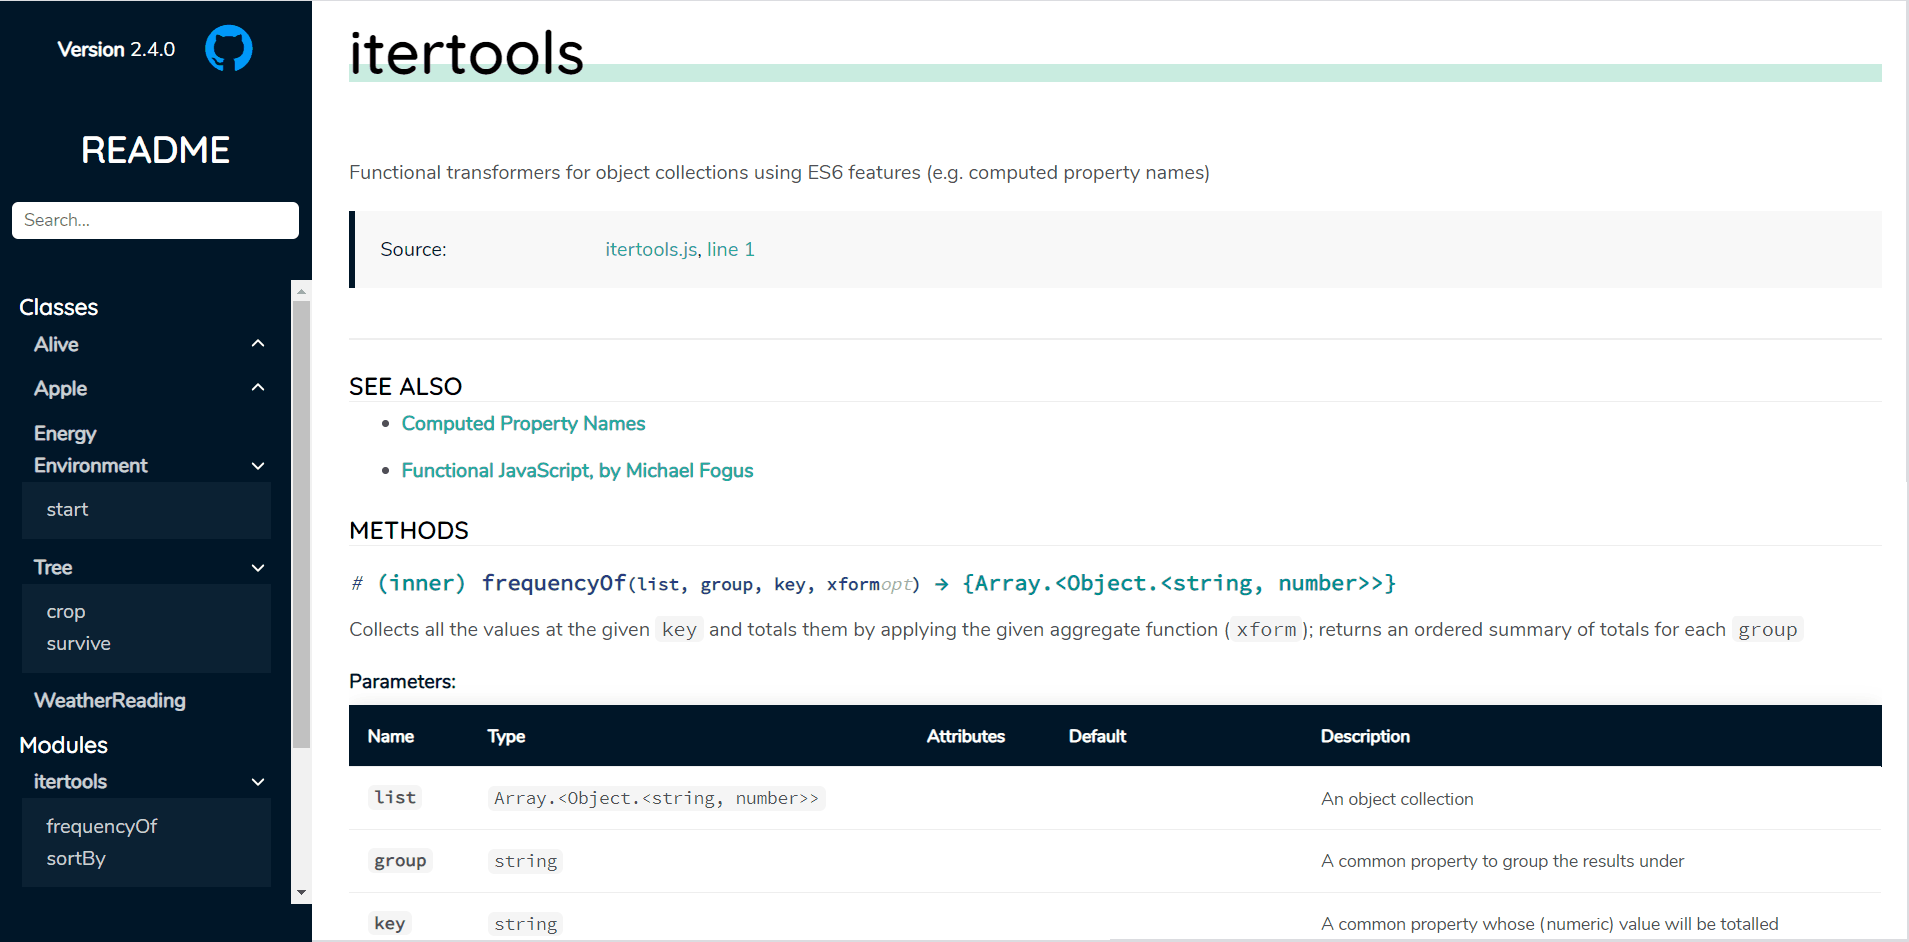 Version 2.4.0
README
Search...
Classes
Alive
Apple
Energy
Environment
start
Tree
crop
survive
WeatherReading
Modules
itertools
frequencyOf
sortBy
itertools
Functional transformers for object collections using ES6 features (e.g. computed property names)
Source: itertools.js, line 1
SEE ALSO
Computed Property Names
Functional JavaScript, by Michael Fogus
METHODS
# (inner) frequencyOf(list, group, key, xformopt) → {Array.<Object.<string, number>>}
Collects all the values at the given key and totals them by applying the given aggregate function ( xform ); returns an ordered summary of totals for each group
Parameters:
Name Type Attributes Default Description
list Array.<Object.<string, number>> An object collection
group string A common property to group the results under
key string A common property whose (numeric) value will be totalled